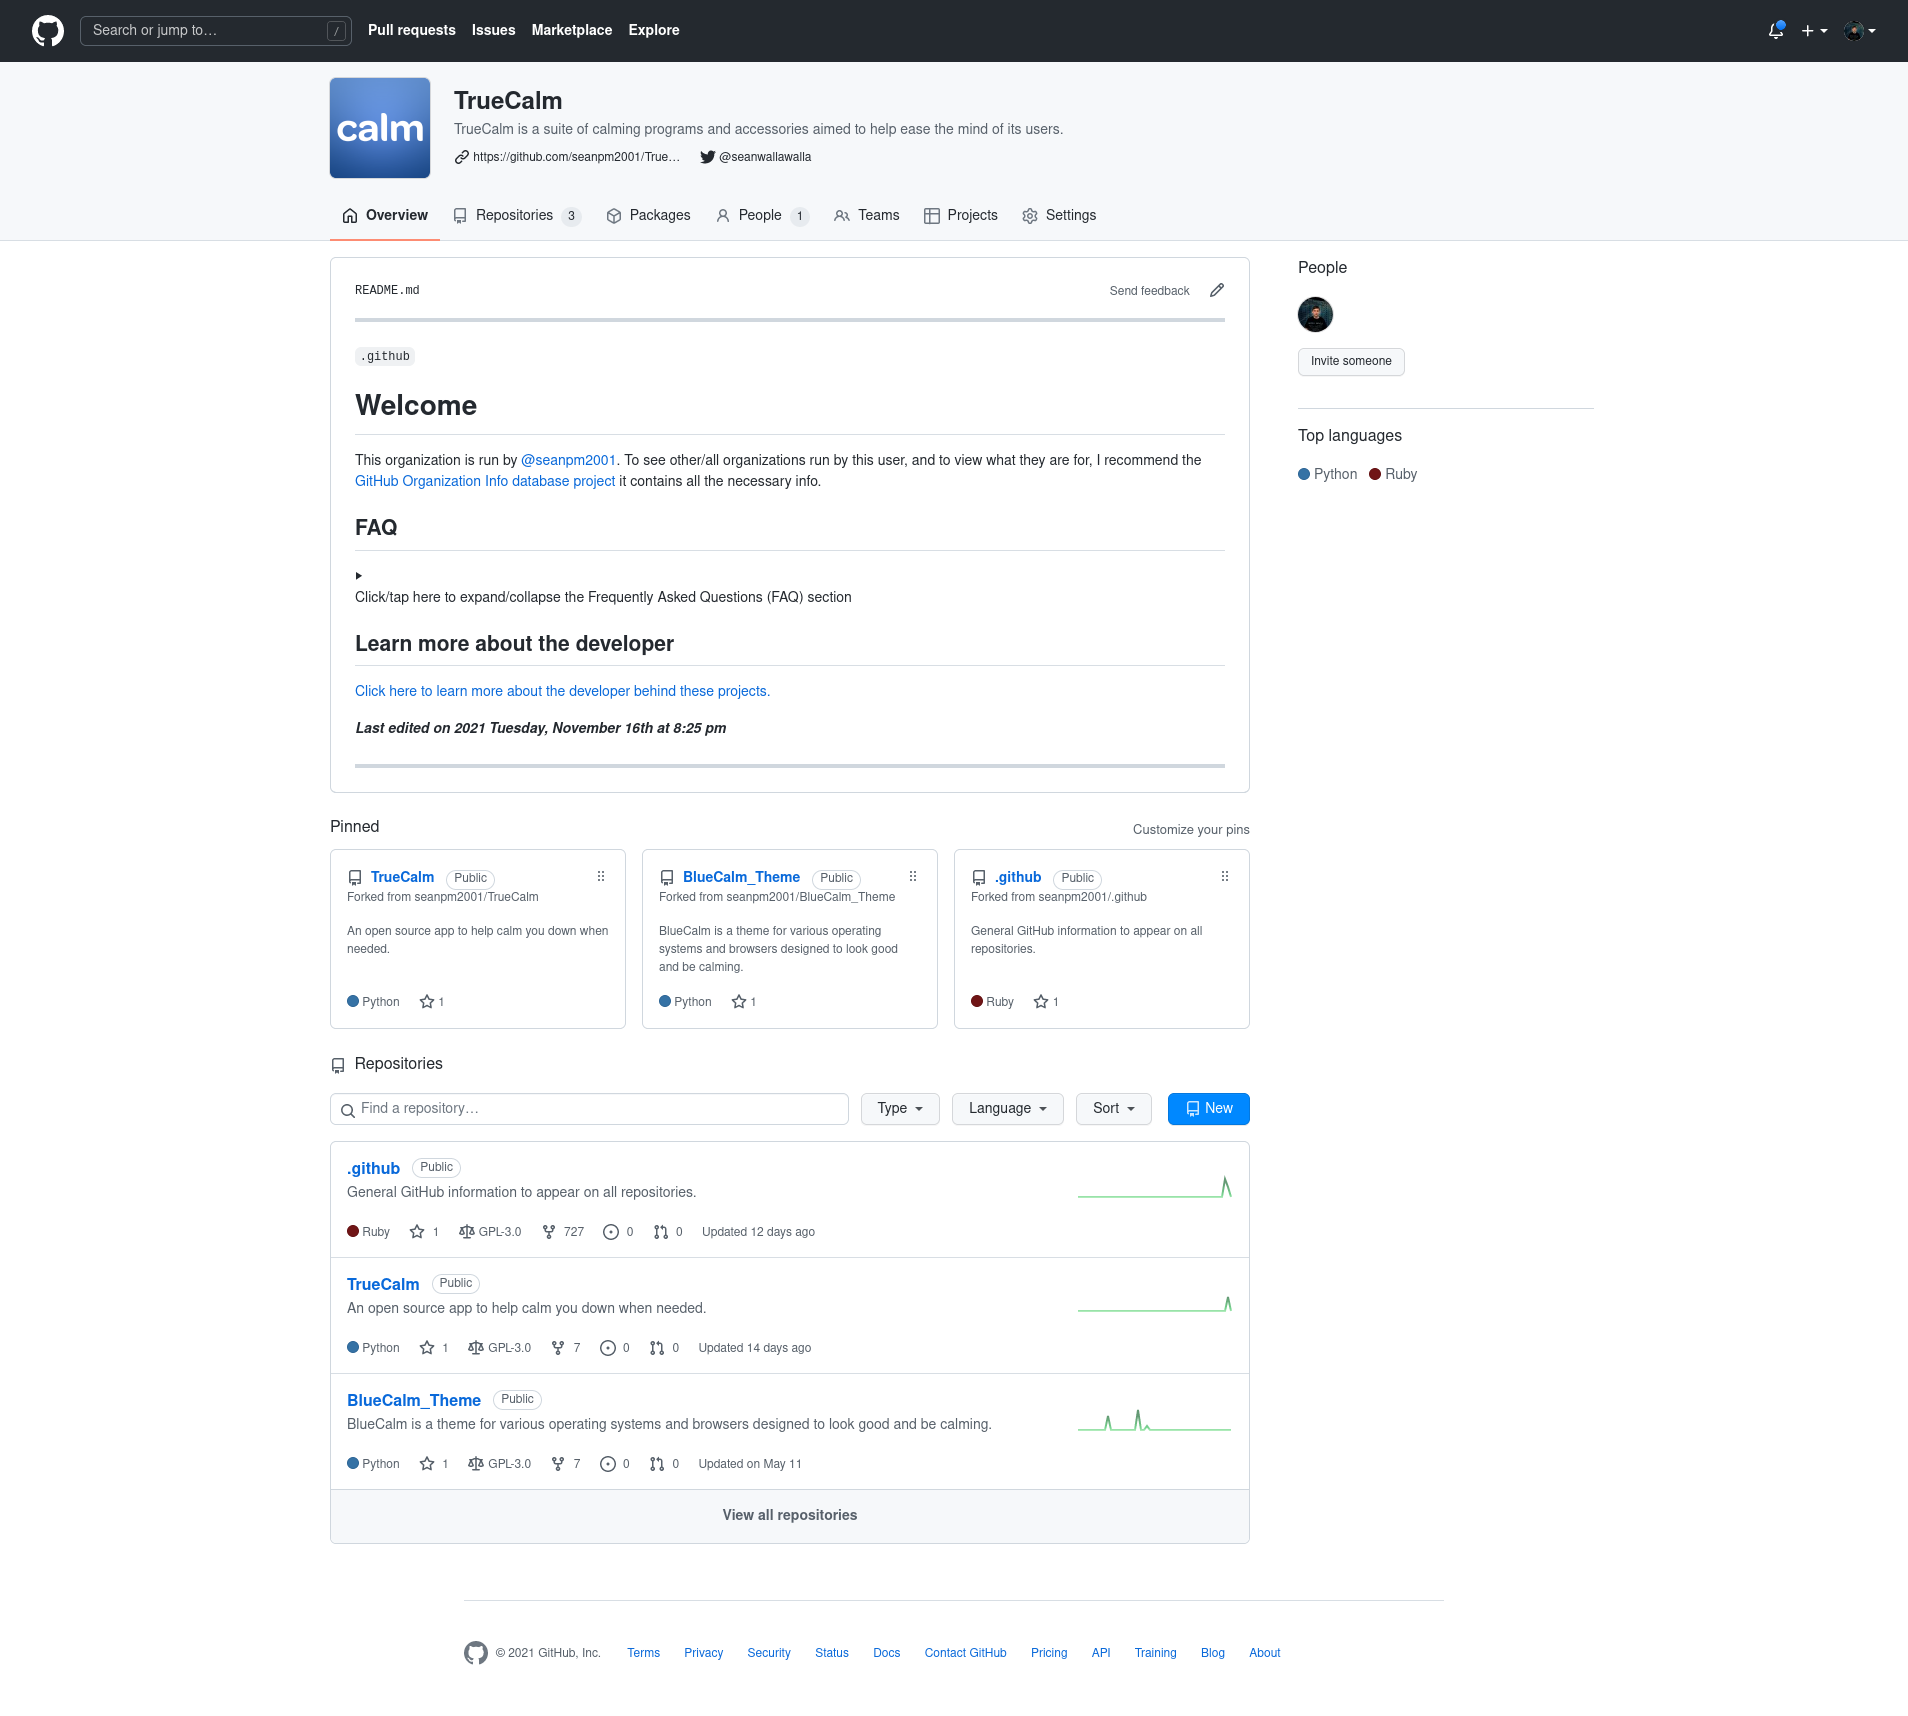 Search or jump to… /
Pull requests Issues Marketplace Explore
calm
TrueCalm
TrueCalm is a suite of calming programs and accessories aimed to help ease the mind of its users.
https://github.com/seanpm2001/True… @seanwallawalla
Overview Repositories 3 Packages People 1 Teams Projects Settings
README.md Send feedback
.github
Welcome
This organization is run by @seanpm2001. To see other/all organizations run by this user, and to view what they are for, I recommend the
GitHub Organization Info database project it contains all the necessary info.
FAQ
Click/tap here to expand/collapse the Frequently Asked Questions (FAQ) section
Learn more about the developer
Click here to learn more about the developer behind these projects.
Last edited on 2021 Tuesday, November 16th at 8:25 pm
People
Invite someone
Top languages
Python Ruby
Pinned Customize your pins
TrueCalm Public
Forked from seanpm2001/TrueCalm
An open source app to help calm you down when
needed.
Python 1
BlueCalm_Theme Public
Forked from seanpm2001/BlueCalm_Theme
BlueCalm is a theme for various operating
systems and browsers designed to look good
and be calming.
Python 1
.github Public
Forked from seanpm2001/.github
General GitHub information to appear on all
repositories.
Ruby 1
Repositories
Find a repository… Type Language Sort New
.github Public
General GitHub information to appear on all repositories.
Ruby 1 GPL-3.0 727 0 0 Updated 12 days ago
TrueCalm Public
An open source app to help calm you down when needed.
Python 1 GPL-3.0 7 0 0 Updated 14 days ago
BlueCalm_Theme Public
BlueCalm is a theme for various operating systems and browsers designed to look good and be calming.
Python 1 GPL-3.0 7 0 0 Updated on May 11
View all repositories
© 2021 GitHub, Inc. Terms Privacy Security Status Docs Contact GitHub Pricing API Training Blog About